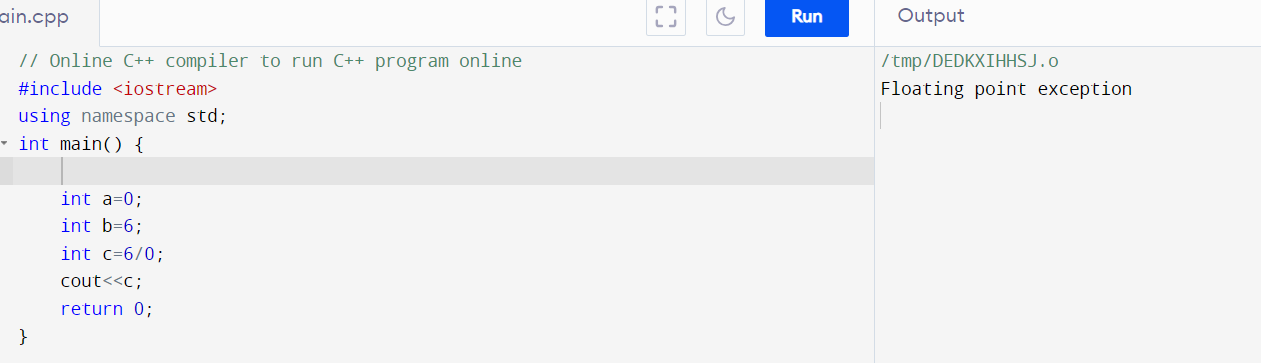 ain.cpp
Run
Output
// Online C++ compiler to run C++ program online
#include <iostream>
using namespace std;
int main() {
int a=0;
int b=6;
int c=6/0;
cout<<c;
return 0;
}
/tmp/DEDKXIHHSJ.o
Floating point exception